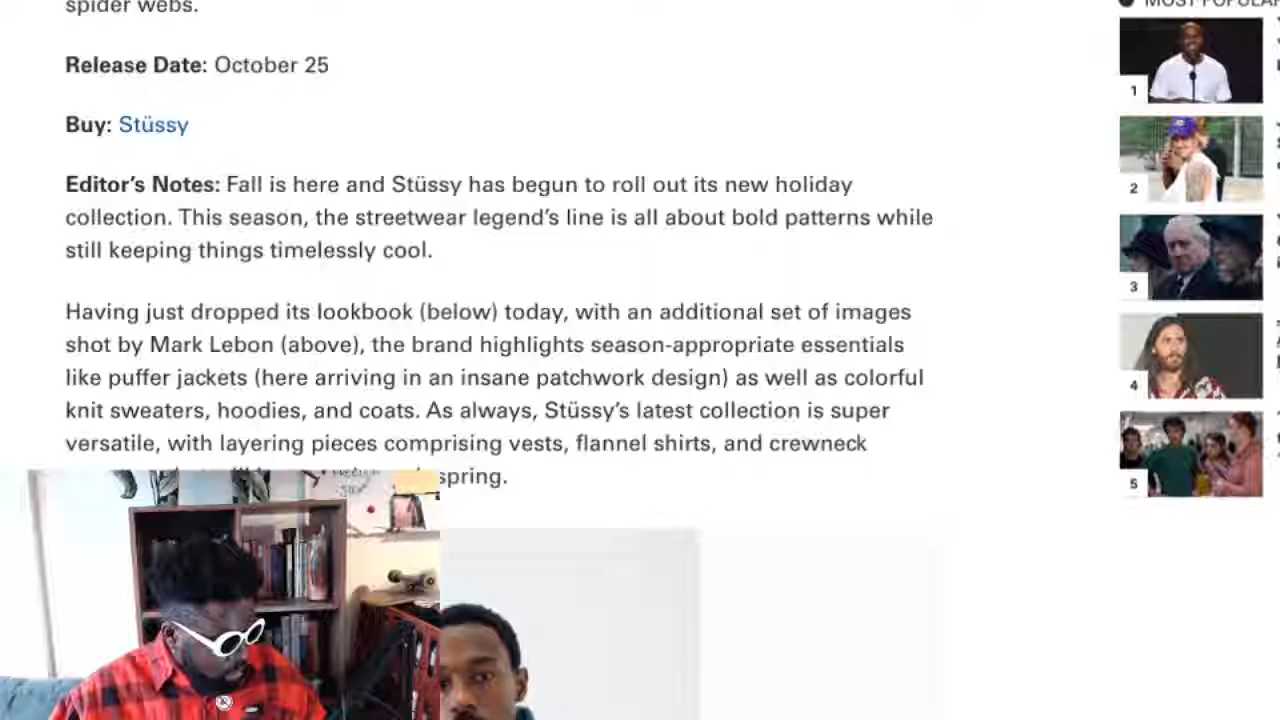 spider webs.
MOST POPULAR
Release Date: October 25
1
Buy: Stüssy
2
Editor's Notes: Fall is here and Stüssy has begun to roll out its new holiday
collection. This season, the streetwear legend's line is all about bold patterns while
still keeping things timelessly cool.
3
Having just dropped its lookbook (below) today, with an additional set of images
shot by Mark Lebon (above), the brand highlights season-appropriate essentials
like puffer jackets (here arriving in an insane patchwork design) as well as colorful
4
knit sweaters, hoodies, and coats. As always, Stüssy's latest collection is super
versatile, with layering pieces comprising vests, flannel shirts, and crewneck
spring.
5